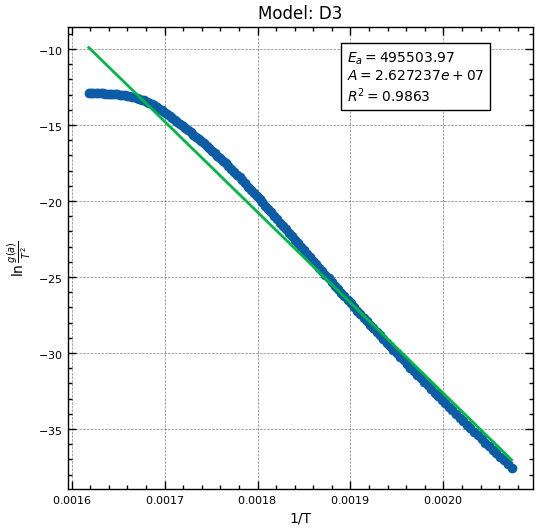 Model: D3
E_a = 495503.97
A = 2.627237e + 07
R^2 = 0.9863
−10
−15
−20
−25
−30
−35
ln g(a)/T^2
0.0016 0.0017 0.0018 0.0019 0.0020
1/T